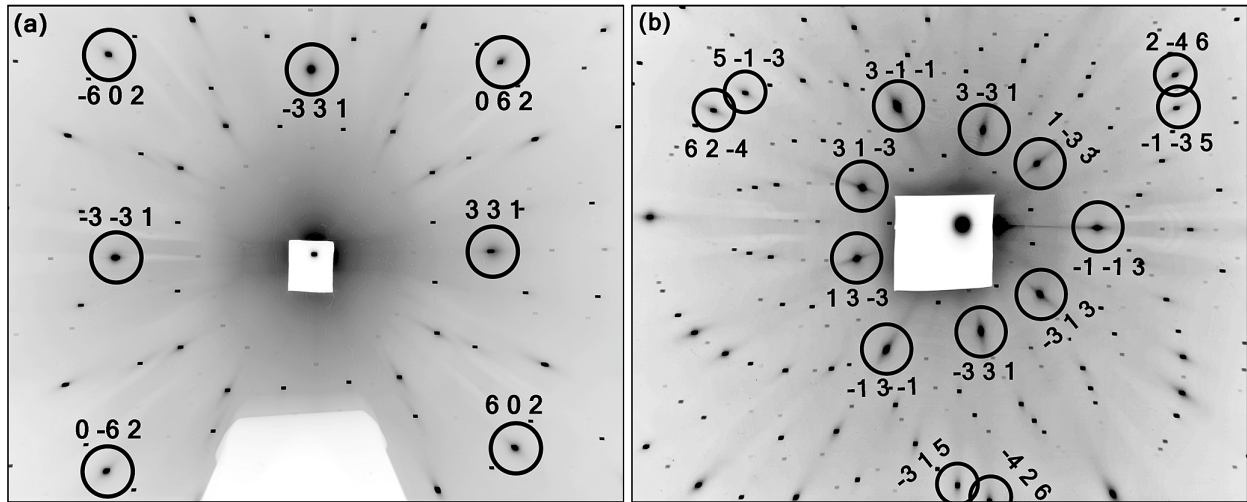 (a)
-6 0 2
-3 3 1
0 6 2
-3 -3 1
3 3 1
0 -6 2
6 0 2
(b)
5 -1 -3
6 2 -4
3 -1 -1
3 -3 1
1 -3 3
2 -4 6
-1 -3 5
3 1 -3
1 3 -3
-1 -1 3
-3 1 3
-1 3 -1
-3 3 1
-3 1 5
-4 2 6